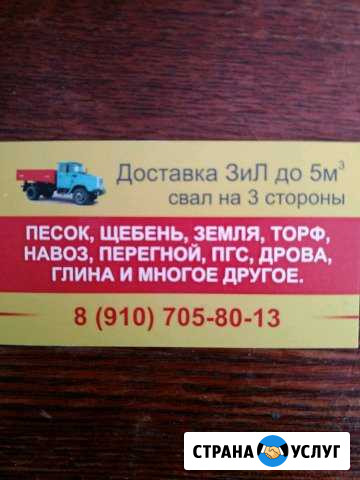 Доставка ЗиЛ до 5м³
свал на 3 стороны
ПЕСОК, ЩЕБЕНЬ, ЗЕМЛЯ, ТОРФ,
НАВОЗ, ПЕРЕГНОЙ, ПГС, ДРОВА,
ГЛИНА И МНОГОЕ ДРУГОЕ.
8 (910) 705-80-13
СТРАНА УСЛУГ